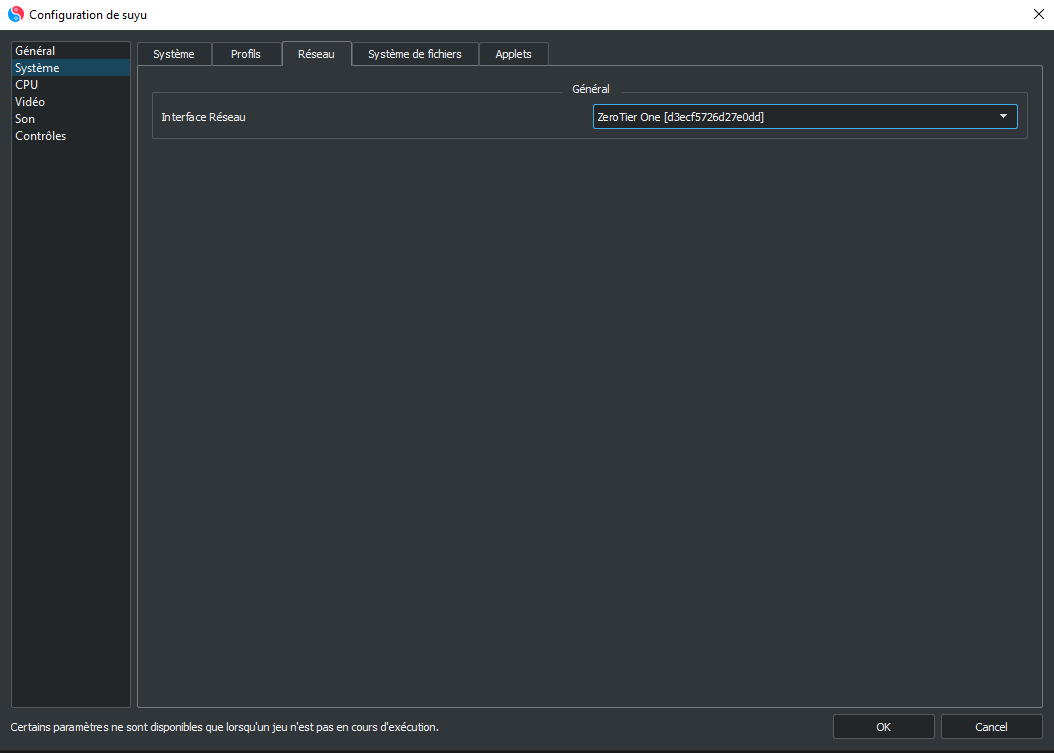 Configuration de suyu
Général
Système
CPU
Vidéo
Son
Contrôles
Système
Profils
Réseau
Système de fichiers
Applets
Général
Interface Réseau
ZeroTier One [d3ecf5726d27e0dd]
Certains paramètres ne sont disponibles que lorsqu'un jeu n'est pas en cours d'exécution.
OK
Cancel